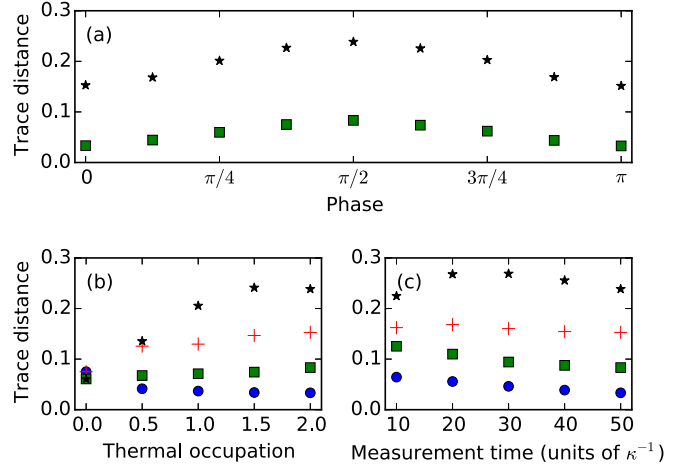 0.3
(a)
0.2
0.1
0.0
Trace distance
0
π/4
π/2
3π/4
π
Phase
0.3
(b)
0.2
0.1
0.0
Trace distance
0.0 0.5 1.0 1.5 2.0
Thermal occupation
0.3
(c)
0.2
0.1
0.0
10 20 30 40 50
Measurement time (units of κ⁻¹)